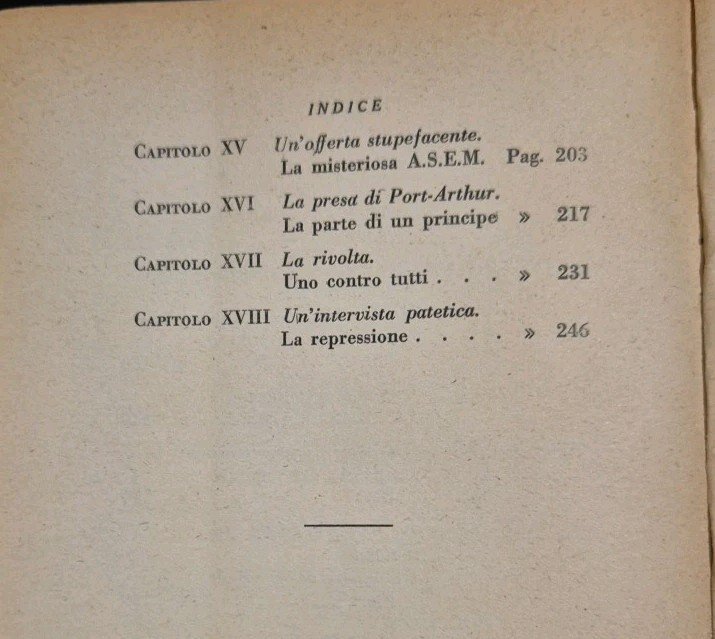 INDICE
CAPITOLO XV Un'offerta stupefacente.
La misteriosa A.S.E.M. Pag. 203
CAPITOLO XVI La presa di Port-Arthur.
La parte di un principe » 217
CAPITOLO XVII La rivolta.
Uno contro tutti . . . » 231
CAPITOLO XVIII Un'intervista patetica.
La repressione . . . . » 246